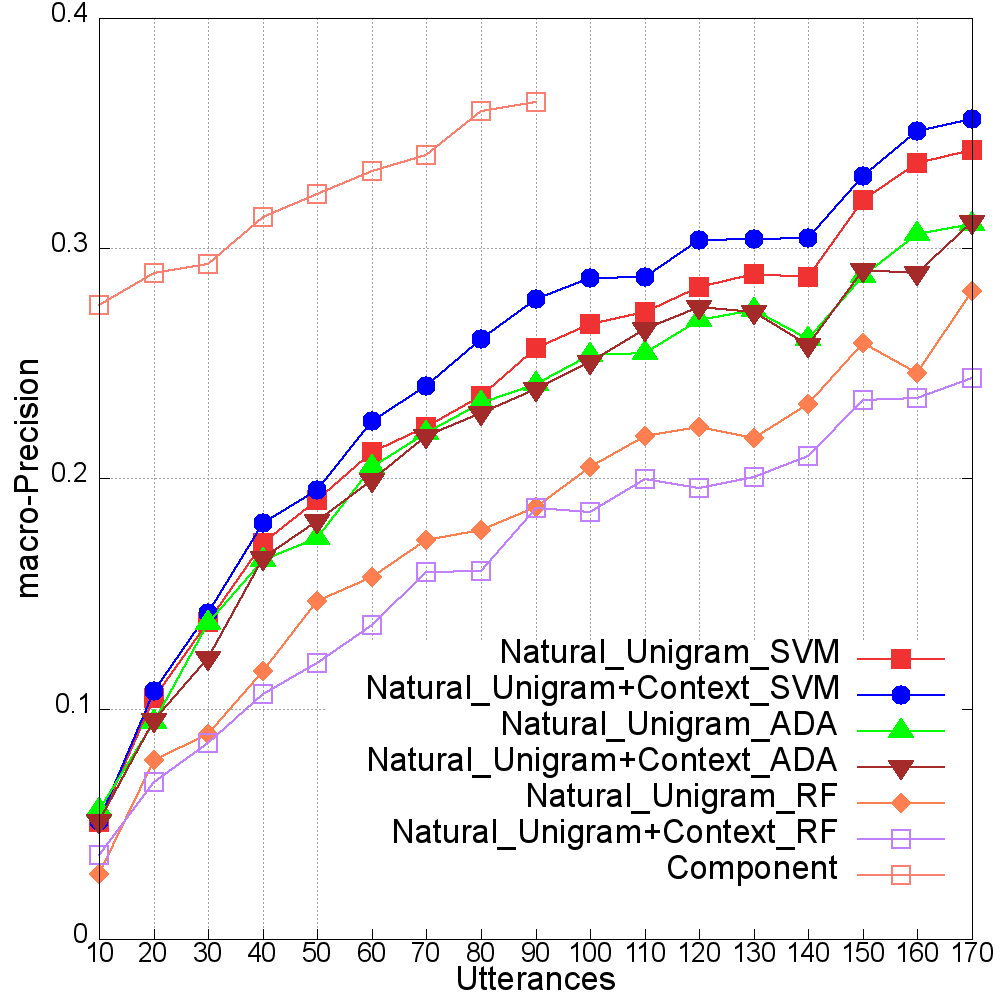 0.4
0.3
0.2
0.1
0
macro-Precision
Natural_Unigram_SVM
Natural_Unigram+Context_SVM
Natural_Unigram_ADA
Natural_Unigram+Context_ADA
Natural_Unigram_RF
Natural_Unigram+Context_RF
Component
10 20 30 40 50 60 70 80 90 100 110 120 130 140 150 160 170
Utterances